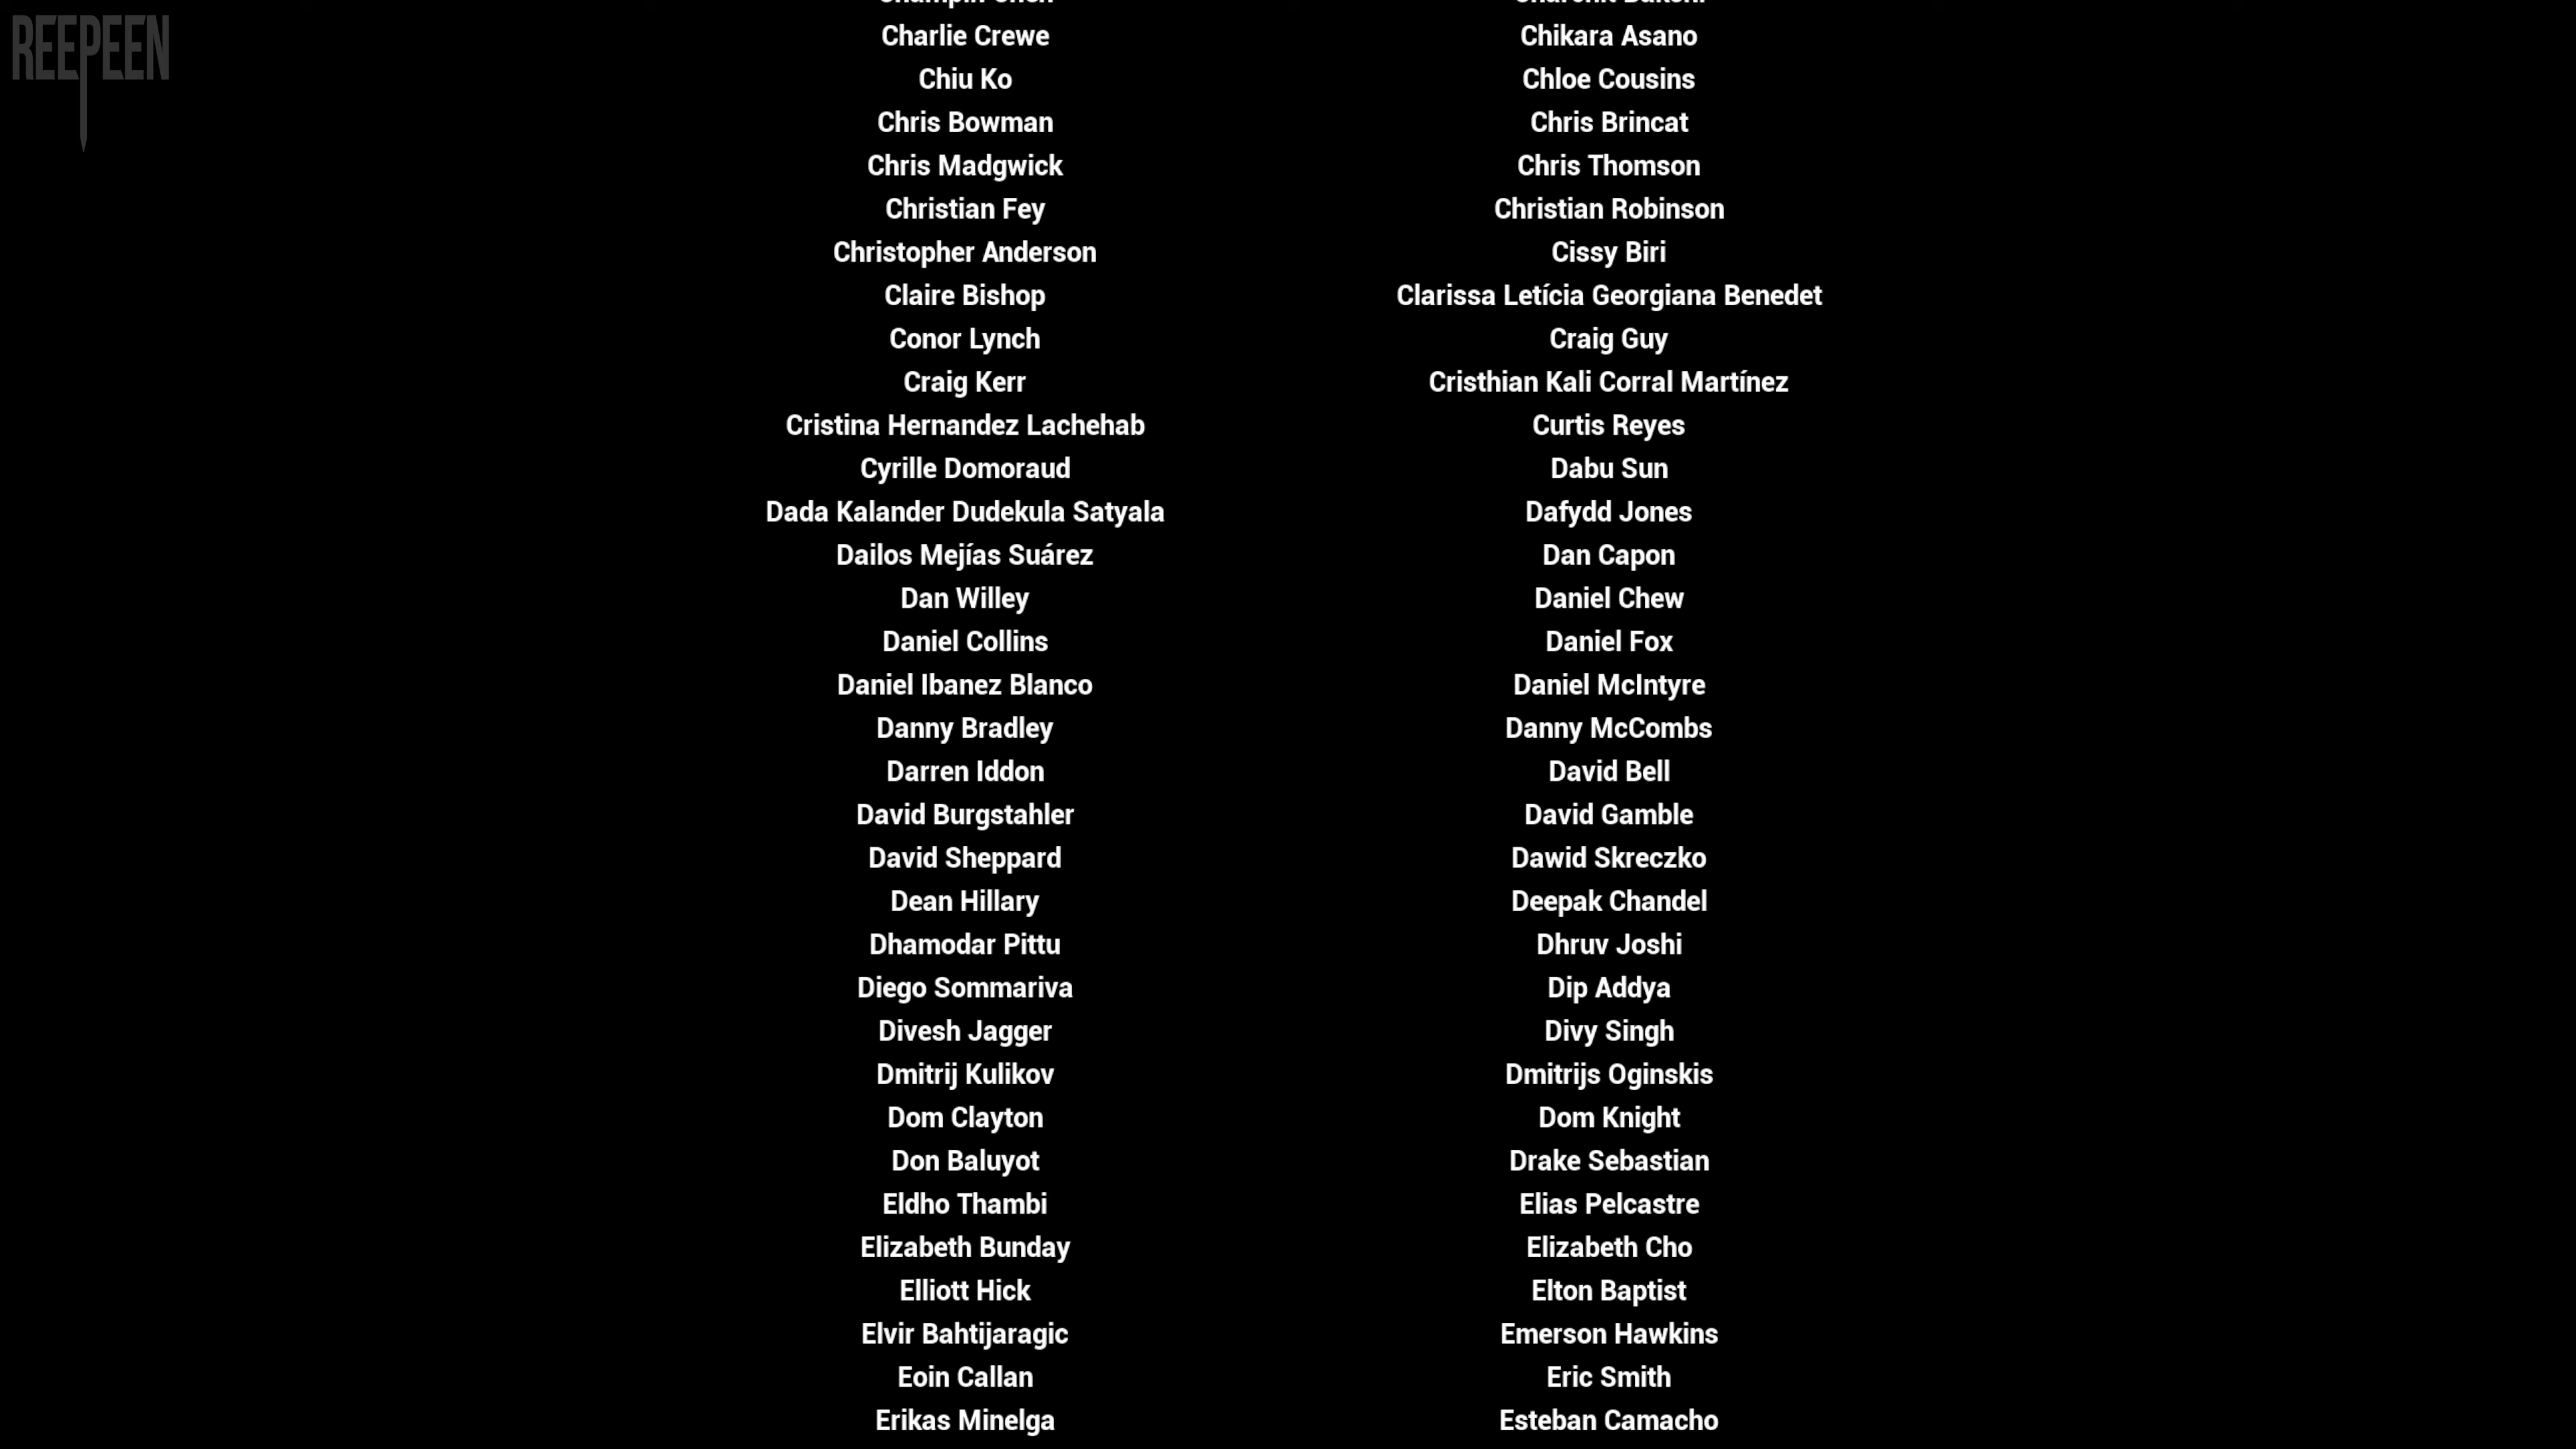 REEPEEN
Charlie Crewe Chikara Asano
Chiu Ko Chloe Cousins
Chris Bowman Chris Brincat
Chris Madgwick Chris Thomson
Christian Fey Christian Robinson
Christopher Anderson Cissy Biri
Claire Bishop Clarissa Letícia Georgiana Benedet
Conor Lynch Craig Guy
Craig Kerr Cristhian Kali Corral Martínez
Cristina Hernandez Lachehab Curtis Reyes
Cyrille Domoraud Dabu Sun
Dada Kalander Dudekula Satyala Dafydd Jones
Dailos Mejías Suárez Dan Capon
Dan Willey Daniel Chew
Daniel Collins Daniel Fox
Daniel Ibanez Blanco Daniel McIntyre
Danny Bradley Danny McCombs
Darren Iddon David Bell
David Burgstahler David Gamble
David Sheppard Dawid Skreczko
Dean Hillary Deepak Chandel
Dhamodar Pittu Dhruv Joshi
Diego Sommariva Dip Addya
Divesh Jagger Divy Singh
Dmitrij Kulikov Dmitrijs Oginskis
Dom Clayton Dom Knight
Don Baluyot Drake Sebastian
Eldho Thambi Elias Pelcastre
Elizabeth Bunday Elizabeth Cho
Elliott Hick Elton Baptist
Elvir Bahtijaragic Emerson Hawkins
Eoin Callan Eric Smith
Erikas Minelga Esteban Camacho